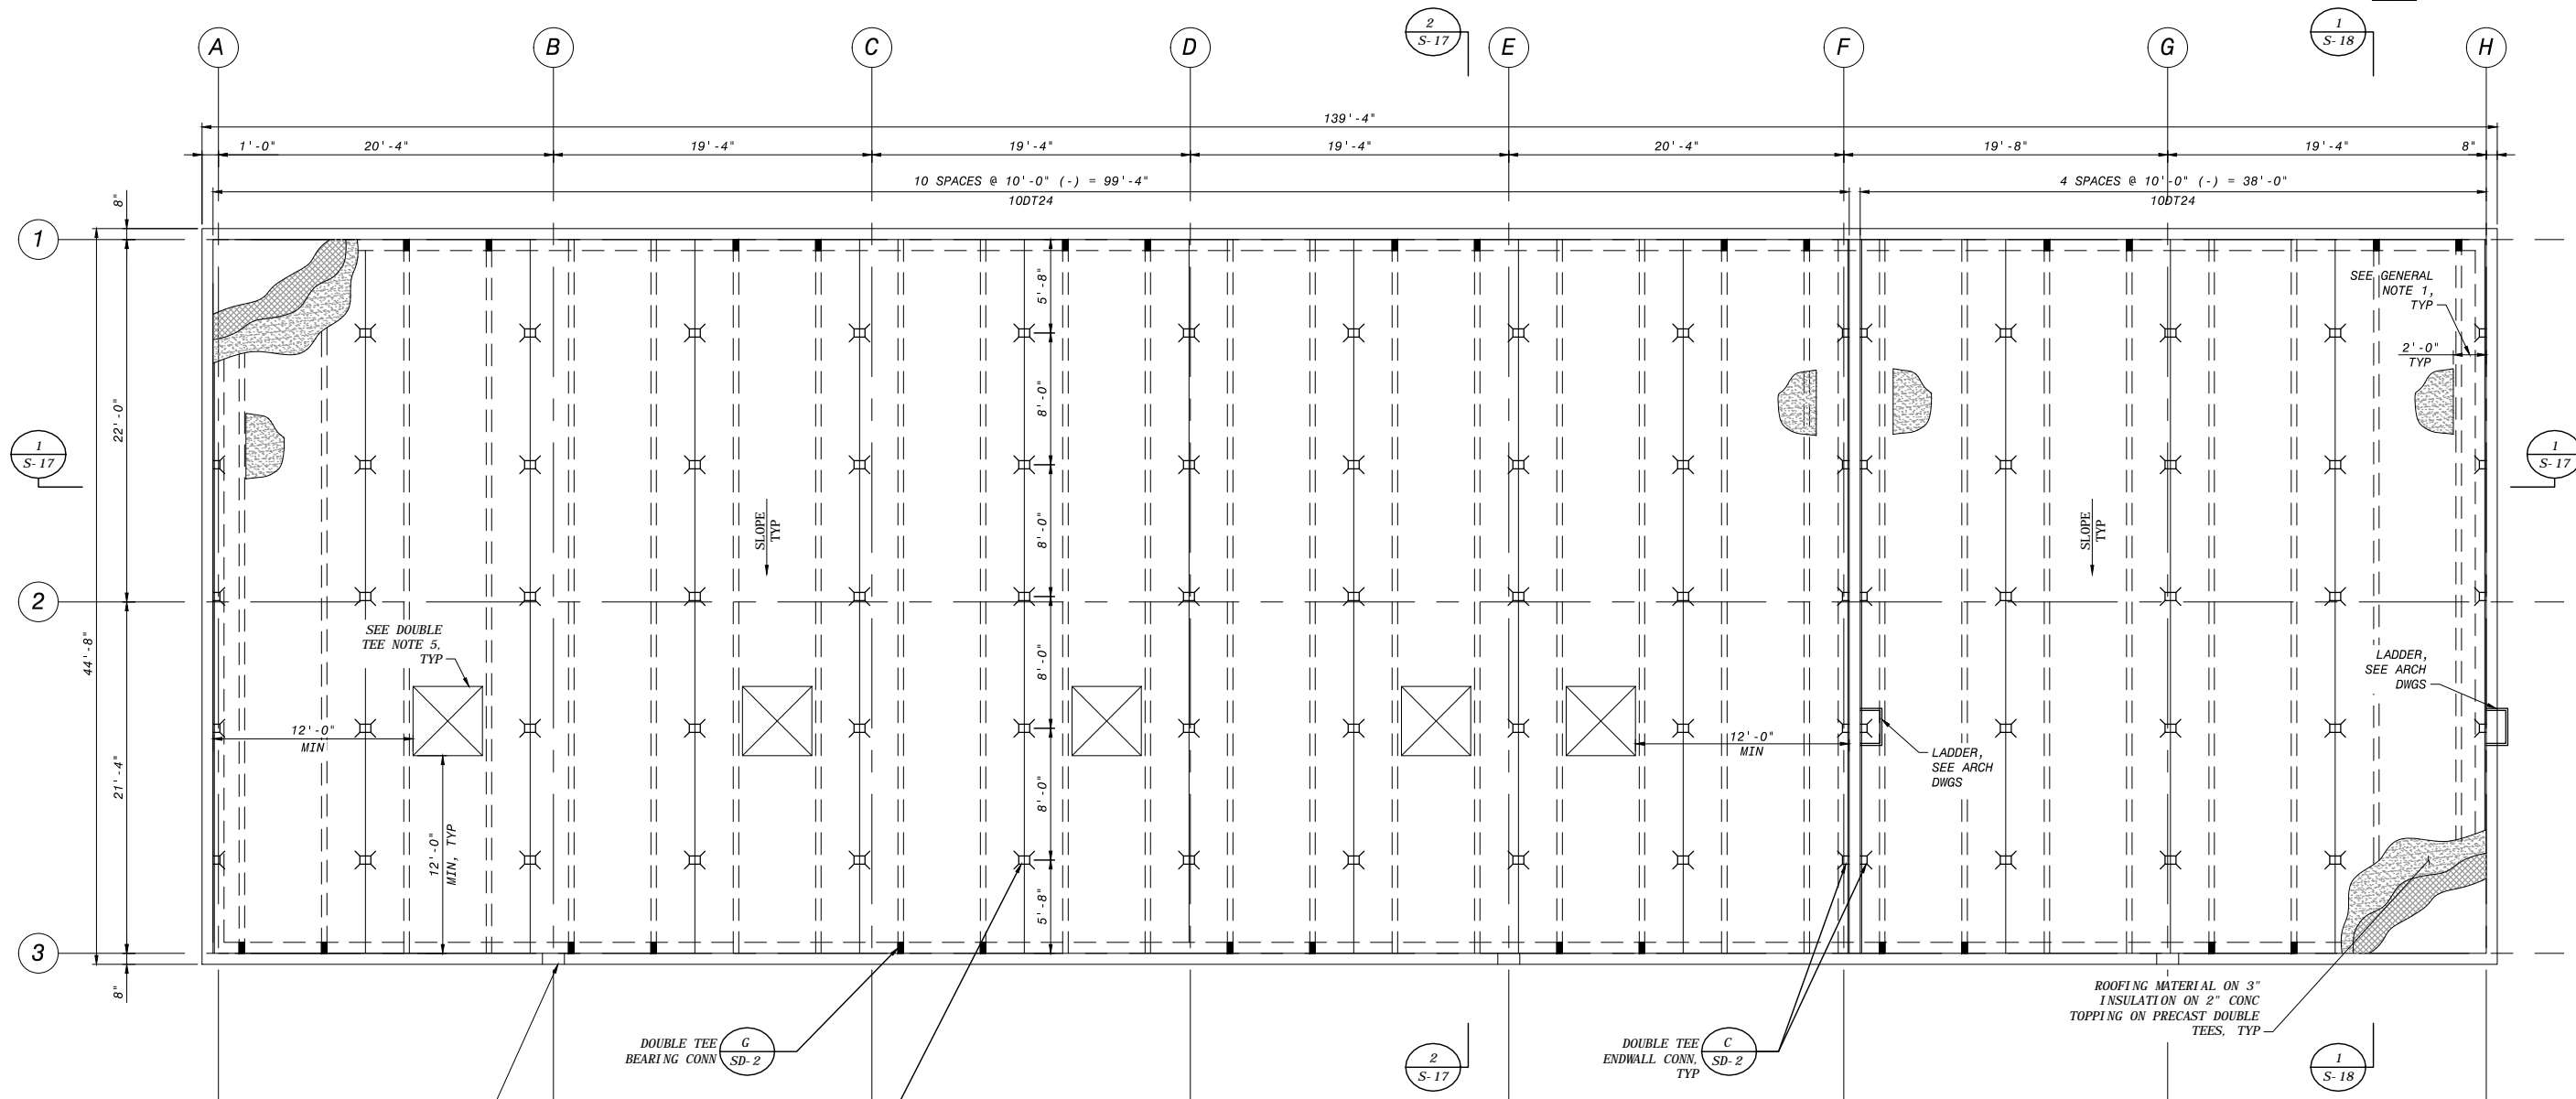 2
S-17
1
S-18
A
B
C
D
E
F
G
H
139'-4"
1'-0"
20'-4"
19'-4"
19'-4"
19'-4"
20'-4"
19'-8"
19'-4"
8"
10 SPACES @ 10'-0" (-) = 99'-4"
10DT24
4 SPACES @ 10'-0" (-) = 38'-0"
10DT24
8"
1
5'-8"
SEE GENERAL
NOTE 1,
TYP
2'-0"
TYP
22'-0"
8'-0"
1
S-17
1
S-17
SLOPE
TYP
8'-0"
SLOPE
TYP
2
SEE DOUBLE
TEE NOTE 5,
TYP
44'-8"
8'-0"
LADDER,
SEE ARCH
DWGS
12'-0"
MIN
12'-0"
MIN
LADDER,
SEE ARCH
DWGS
21'-4"
8'-0"
12'-0"
MIN, TYP
5'-8"
3
8"
ROOFING MATERIAL ON 3"
INSULATION ON 2" CONC
TOPPING ON PRECAST DOUBLE
TEES, TYP
DOUBLE TEE
BEARING CONN
G
SD-2
2
S-17
DOUBLE TEE
ENDWALL CONN,
TYP
C
SD-2
1
S-18